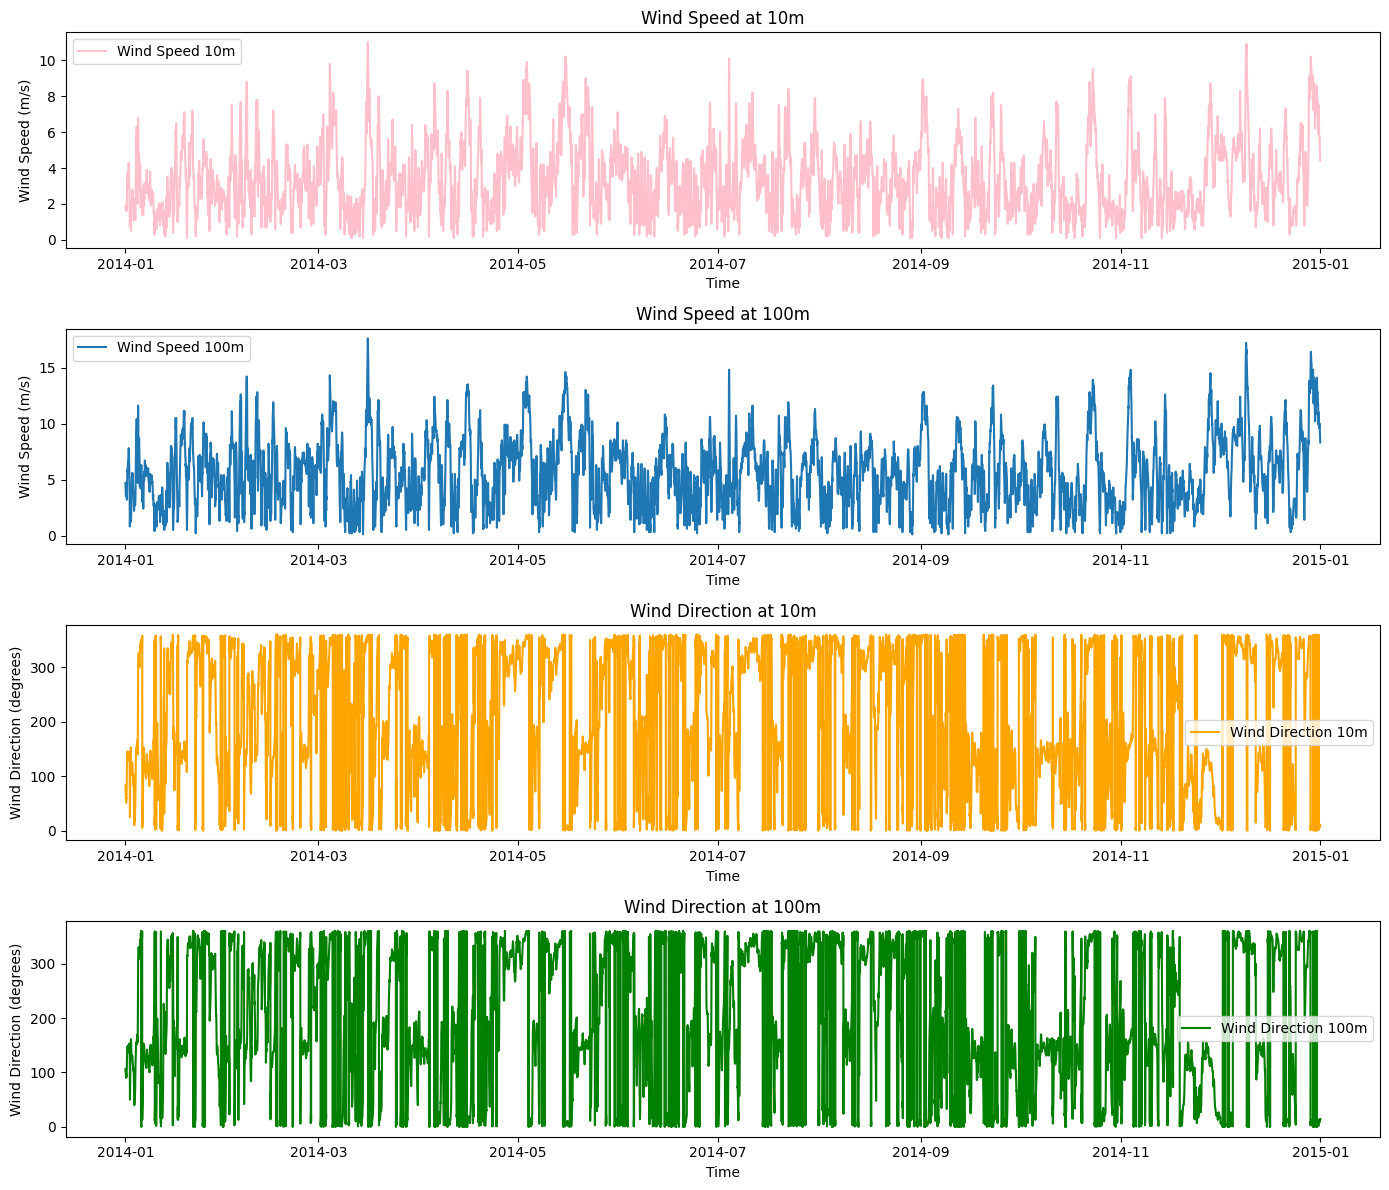 Wind Speed at 10m
Wind Speed 10m
Wind Speed (m/s)
10
8
6
4
2
0
2014-01 2014-03 2014-05 2014-07 2014-09 2014-11 2015-01
Time
Wind Speed at 100m
Wind Speed 100m
Wind Speed (m/s)
15
10
5
0
2014-01 2014-03 2014-05 2014-07 2014-09 2014-11 2015-01
Time
Wind Direction at 10m
Wind Direction 10m
Wind Direction (degrees)
300
200
100
0
2014-01 2014-03 2014-05 2014-07 2014-09 2014-11 2015-01
Time
Wind Direction at 100m
Wind Direction 100m
Wind Direction (degrees)
300
200
100
0
2014-01 2014-03 2014-05 2014-07 2014-09 2014-11 2015-01
Time